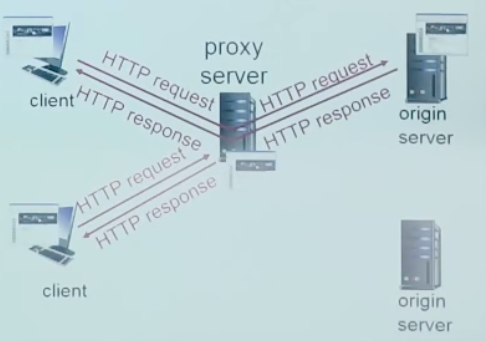 proxy
server
client
HTTP request
HTTP response
HTTP request
HTTP response
origin
server
HTTP request
HTTP response
client
origin
server